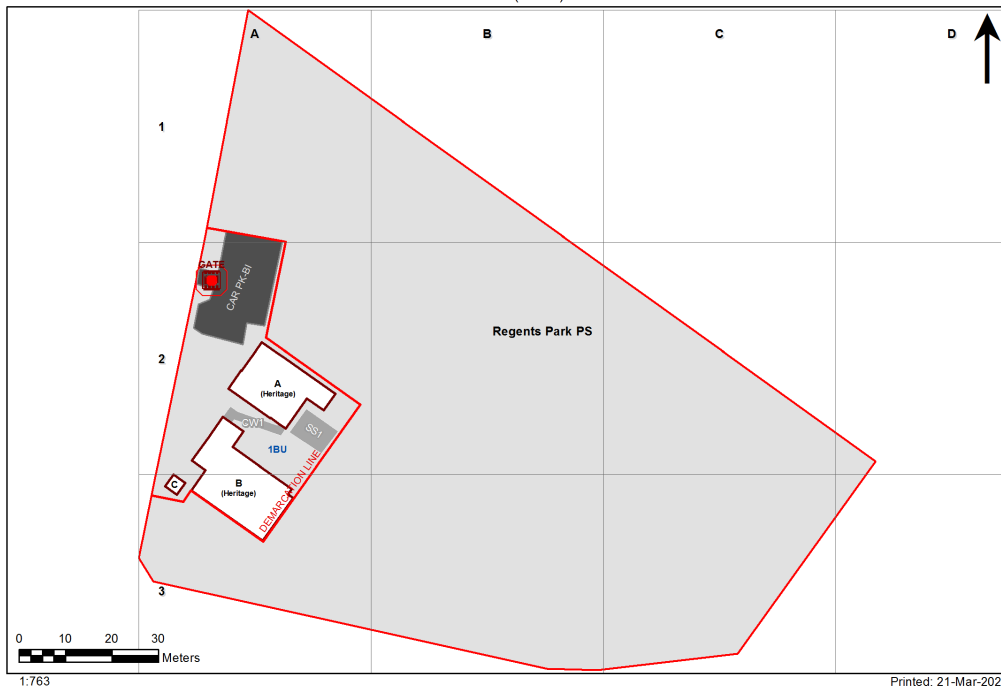 A
B
C
D
1
GATE
CAR PK-BI
2
Regents Park PS
A
(Heritage)
CW1
SS1
1BU
DEMARCATION LINE
C
B
(Heritage)
3
0 10 20 30
Meters
1:763
Printed: 21-Mar-202